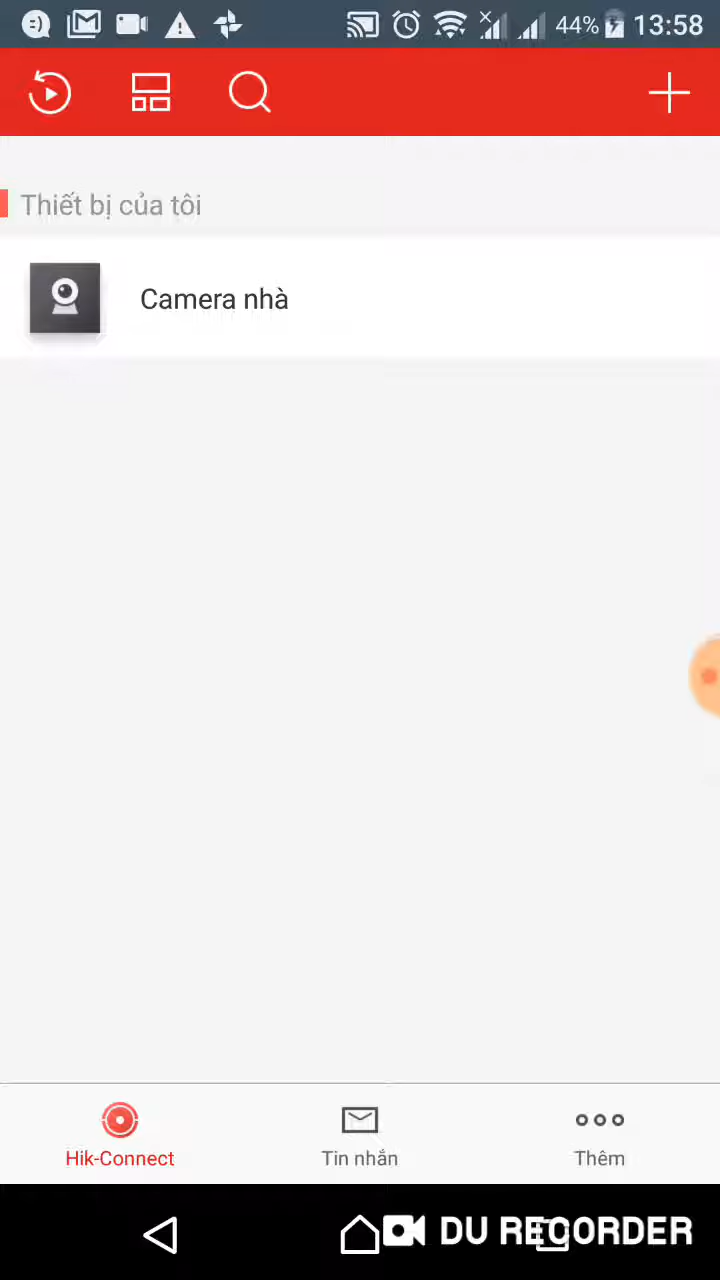 44% 13:58
Thiết bị của tôi
Camera nhà
Hik-Connect
Tin nhắn
Thêm
DU RECORDER